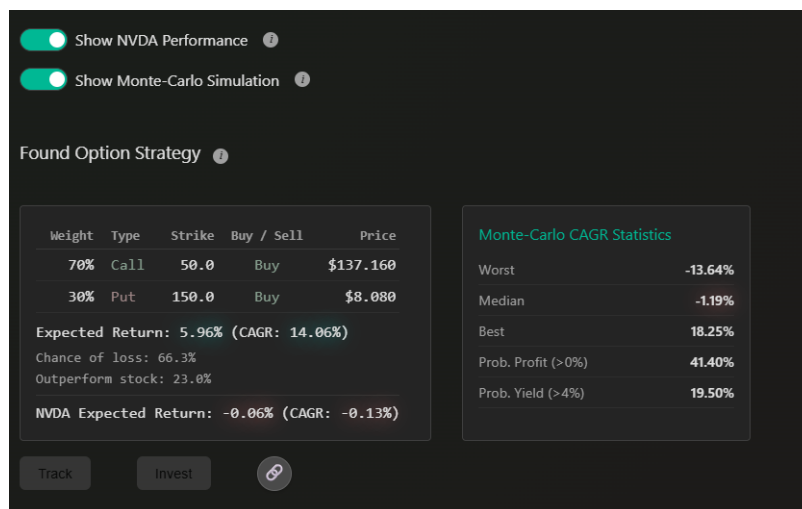 Show NVDA Performance i
Show Monte-Carlo Simulation i
Found Option Strategy i
Weight Type Strike Buy / Sell Price
70% Call 50.0 Buy $137.160
30% Put 150.0 Buy $8.080
Expected Return: 5.96% (CAGR: 14.06%)
Chance of loss: 66.3%
Outperform stock: 23.0%
NVDA Expected Return: -0.06% (CAGR: -0.13%)
Monte-Carlo CAGR Statistics
Worst -13.64%
Median -1.19%
Best 18.25%
Prob. Profit (>0%) 41.40%
Prob. Yield (>4%) 19.50%
Track Invest